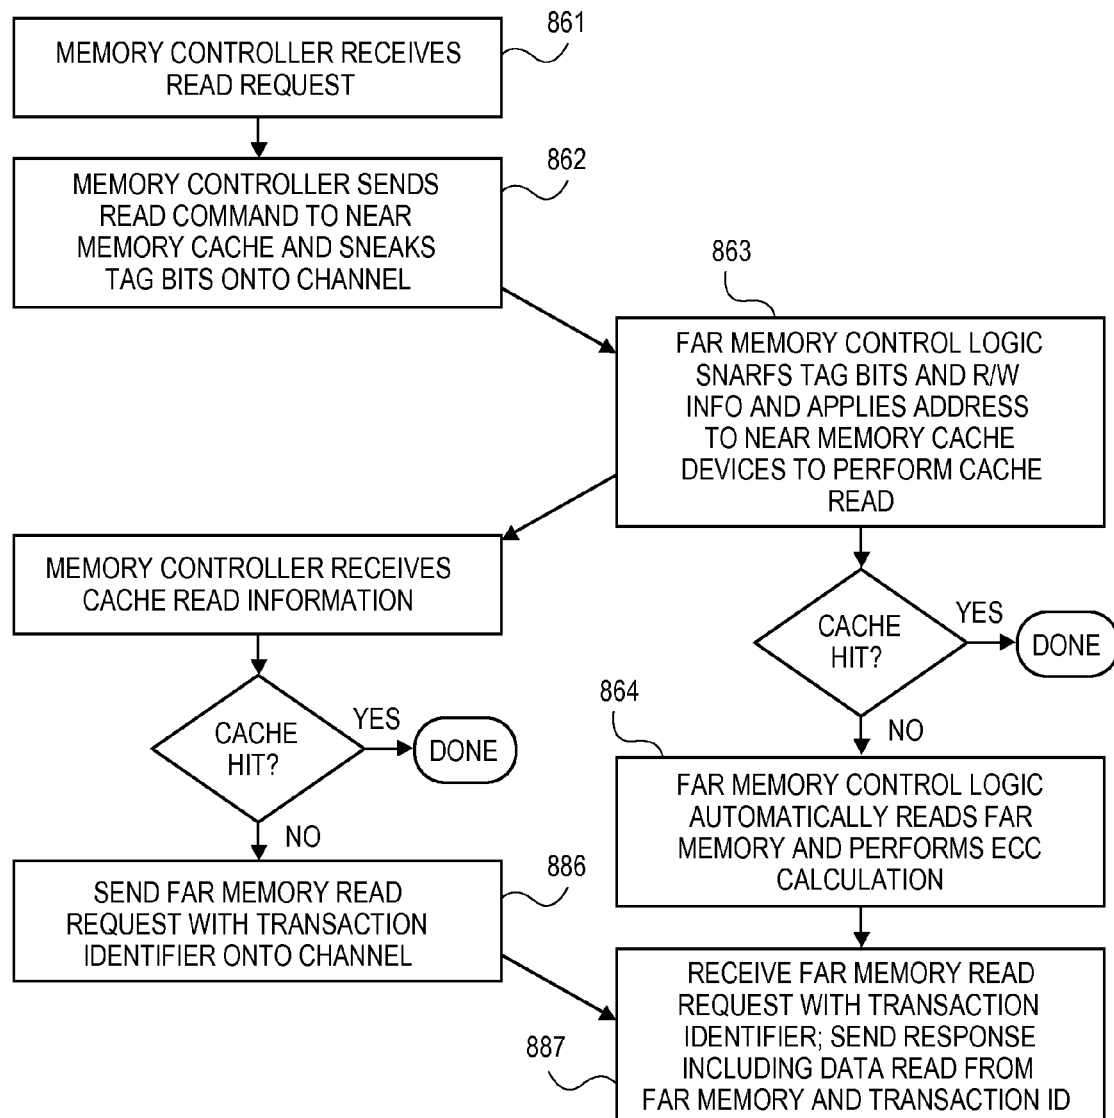 861
MEMORY CONTROLLER RECEIVES
READ REQUEST
862
MEMORY CONTROLLER SENDS
READ COMMAND TO NEAR
MEMORY CACHE AND SNEAKS
TAG BITS ONTO CHANNEL
863
FAR MEMORY CONTROL LOGIC
SNARFS TAG BITS AND R/W
INFO AND APPLIES ADDRESS
TO NEAR MEMORY CACHE
DEVICES TO PERFORM CACHE
READ
MEMORY CONTROLLER RECEIVES
CACHE READ INFORMATION
CACHE
HIT?
YES
DONE
NO
CACHE
HIT?
YES
DONE
NO
864
FAR MEMORY CONTROL LOGIC
AUTOMATICALLY READS FAR
MEMORY AND PERFORMS ECC
CALCULATION
886
SEND FAR MEMORY READ
REQUEST WITH TRANSACTION
IDENTIFIER ONTO CHANNEL
887
RECEIVE FAR MEMORY READ
REQUEST WITH TRANSACTION
IDENTIFIER; SEND RESPONSE
INCLUDING DATA READ FROM
FAR MEMORY AND TRANSACTION ID